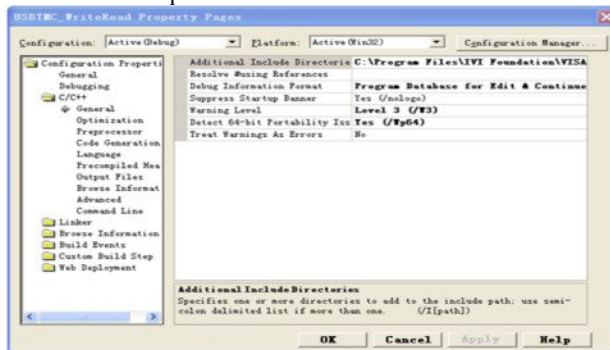 USBTMC_WriteRead Property Pages
Configuration: Active(Debug) Platform: Active(Win32) Configuration Manager...
Configuration Properti
General
Debugging
C/C++
General
Optimization
Preprocessor
Code Generation
Language
Precompiled Hea
Output Files
Browse Informat
Advanced
Command Line
Linker
Browse Information
Build Events
Custom Build Step
Web Deployment
Additional Include Directorie C:\Program Files\IVI Foundation\VISA
Resolve #using References
Debug Information Format Program Database for Edit & Continue
Suppress Startup Banner Yes (/nologo)
Warning Level Level 3 (/W3)
Detect 64-bit Portability Iss Yes (/Wp64)
Treat Warnings As Errors No
Additional Include Directories
Specifies one or more directories to add to the include path; use semi-
colon delimited list if more than one. (/I[path])
OK Cancel Apply Help